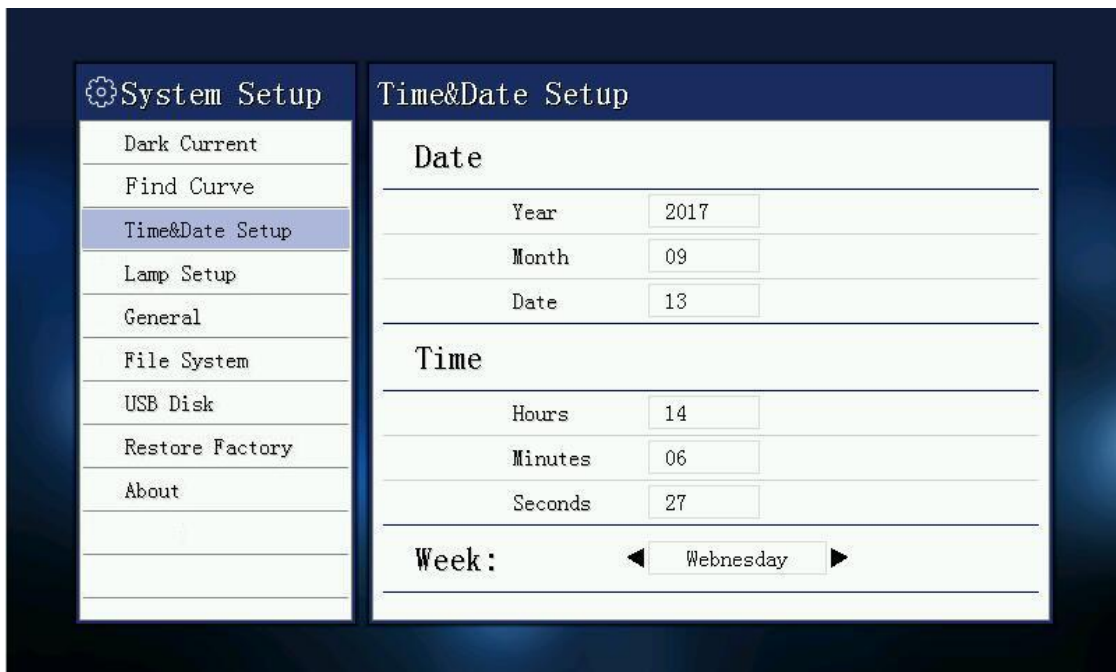 System Setup
Dark Current
Find Curve
Time&Date Setup
Lamp Setup
General
File System
USB Disk
Restore Factory
About
Time&Date Setup
Date
Year 2017
Month 09
Date 13
Time
Hours 14
Minutes 06
Seconds 27
Week: Webnesday